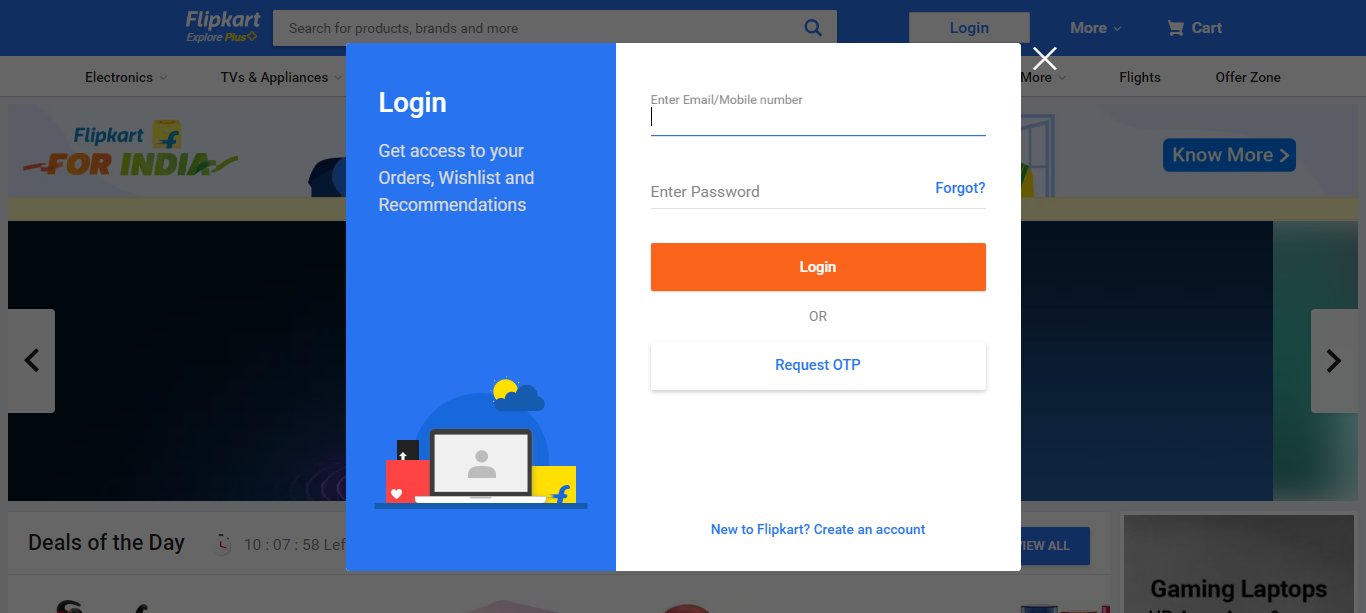 Flipkart
Explore Plus
Search for products, brands and more
Login
More
Cart
Electronics
TVs & Appliances
More
Flights
Offer Zone
Flipkart
FOR INDIA
Know More
Login
Get access to your
Orders, Wishlist and
Recommendations
Enter Email/Mobile number
Enter Password
Forgot?
Login
OR
Request OTP
New to Flipkart? Create an account
Deals of the Day
10 : 07 : 58 Lef
VIEW ALL
Gaming Laptops